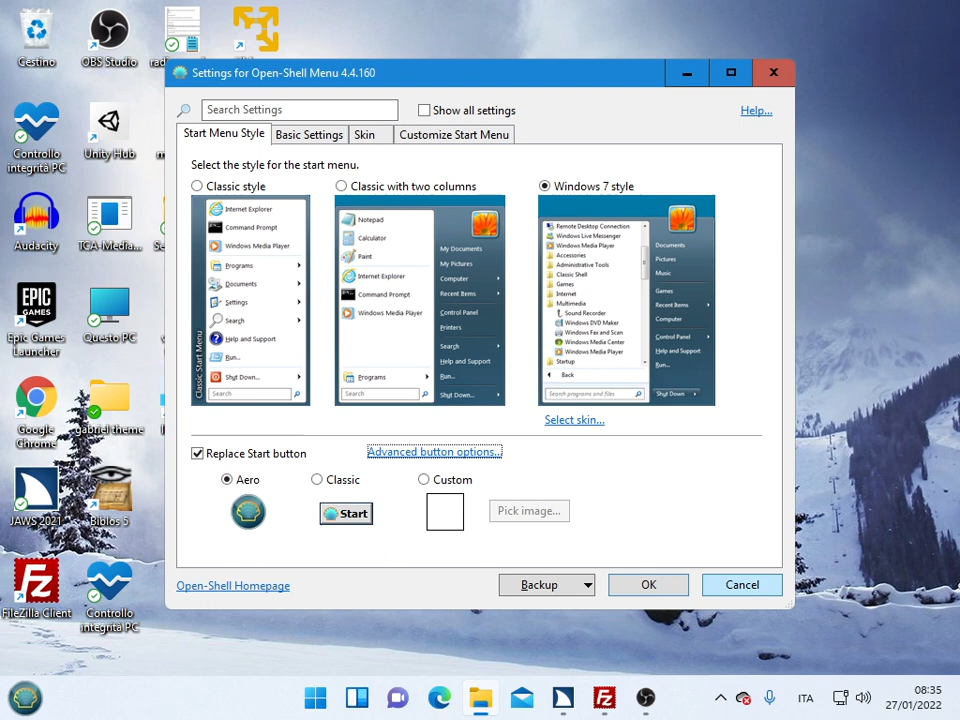 Cestino
OBS Studio
Settings for Open-Shell Menu 4.4.160
Search Settings
Show all settings
Help...
Start Menu Style
Basic Settings
Skin
Customize Start Menu
Select the style for the start menu.
Classic style
Classic with two columns
Windows 7 style
Internet Explorer
Command Prompt
Windows Media Player
Programs
Documents
Settings
Search
Help and Support
Run...
Shut Down...
Search
Classic Start Menu
Notepad
Calculator
Paint
Internet Explorer
Command Prompt
Windows Media Player
Programs
Search
My Documents
My Pictures
Computer
Recent Items
Control Panel
Printers
Search
Help and Support
Run...
Shut Down...
Remote Desktop Connection
Windows Live Messenger
Windows Media Player
Accessories
Administrative Tools
Classic Shell
Games
Internet
Multimedia
Sound Recorder
Windows DVD Maker
Windows Fax and Scan
Windows Media Center
Windows Media Player
Startup
Back
Search programs and files
Documents
Pictures
Music
Games
Recent Items
Computer
Control Panel
Help and Support
Run...
Shut Down
Select skin...
Replace Start button
Advanced button options...
Aero
Classic
Custom
Start
Pick image...
Open-Shell Homepage
Backup
OK
Cancel
Controllo
integrità PC
Unity Hub
Audacity
TGA-Media...
EPIC
GAMES
Epic Games
Launcher
Questo PC
Google
Chrome
gabriel theme
JAWS 2021
Biblos 5
Fz
FileZilla Client
Controllo
integrità PC
Fz
ITA
08:35
27/01/2022